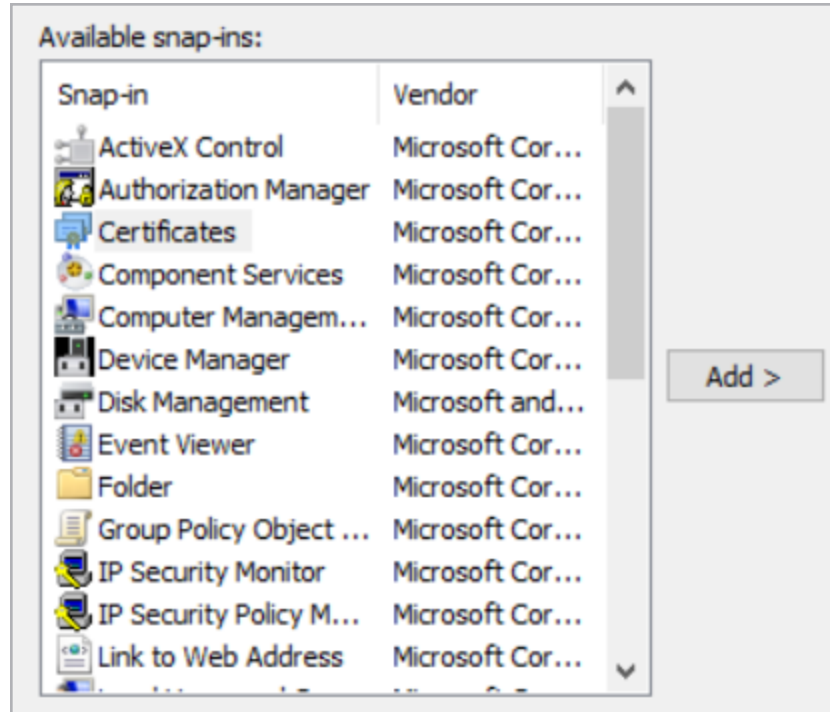 Available snap-ins:
Snap-in Vendor
ActiveX Control Microsoft Cor...
Authorization Manager Microsoft Cor...
Certificates Microsoft Cor...
Component Services Microsoft Cor...
Computer Managem... Microsoft Cor...
Device Manager Microsoft Cor...
Add >
Disk Management Microsoft and...
Event Viewer Microsoft Cor...
Folder Microsoft Cor...
Group Policy Object ... Microsoft Cor...
IP Security Monitor Microsoft Cor...
IP Security Policy M... Microsoft Cor...
Link to Web Address Microsoft Cor...